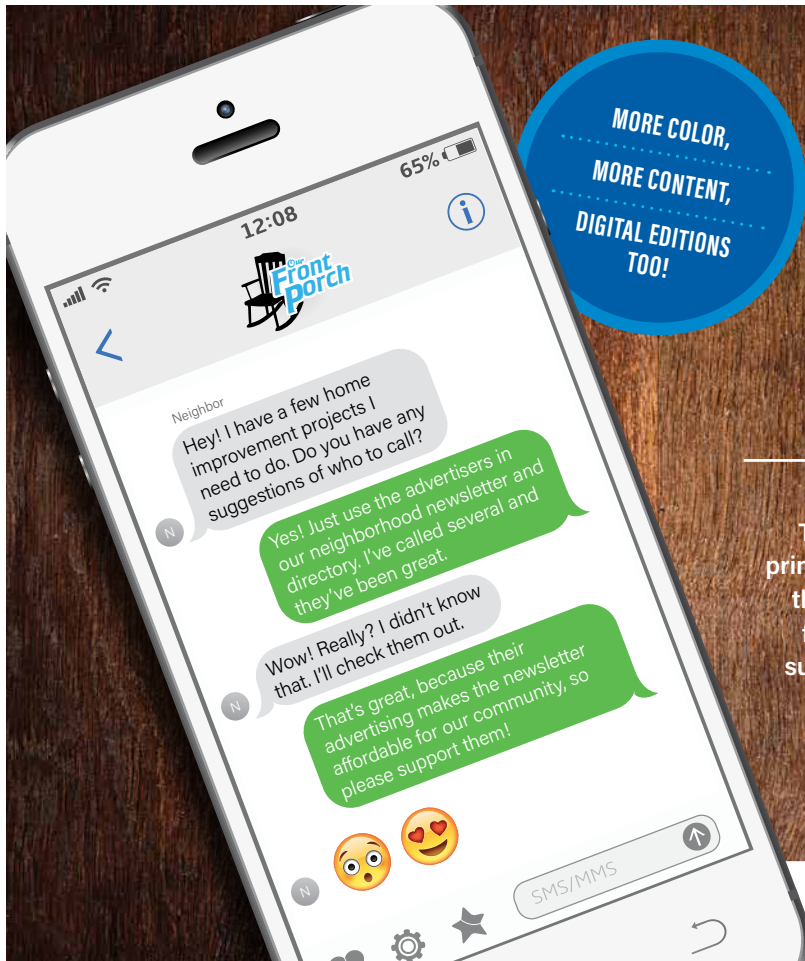 MORE COLOR,
MORE CONTENT,
DIGITAL EDITIONS
TOO!
65%
12:08
Our
Front
Porch
Neighbor
Hey! I have a few home
improvement projects I
need to do. Do you have any
suggestions of who to call?
N
Yes! Just use the advertisers in
our neighborhood newsletter and
directory. I've called several and
they've been great.
Wow! Really? I didn't know
that. I'll check them out.
N
That's great, because their
advertising makes the newsletter
affordable for our community, so
please support them!
N
SMS/MMS